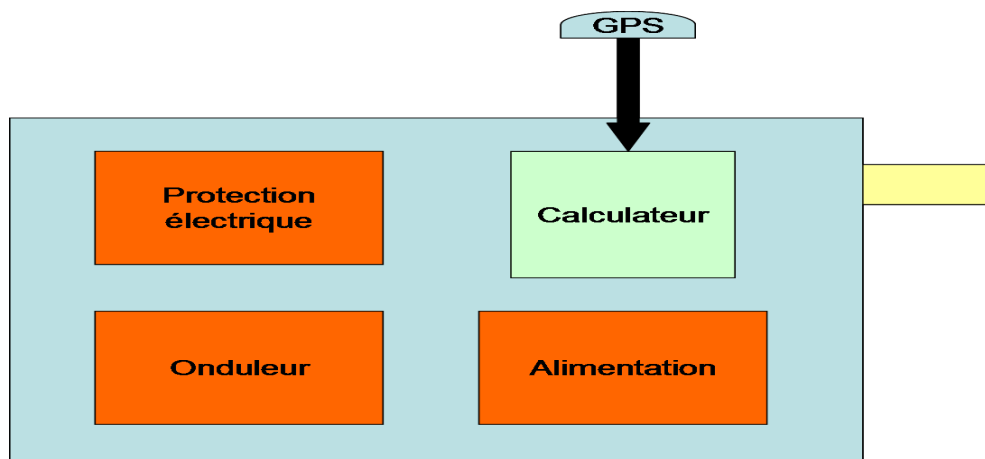 GPS
Protection
électrique
Calculateur
Onduleur
Alimentation